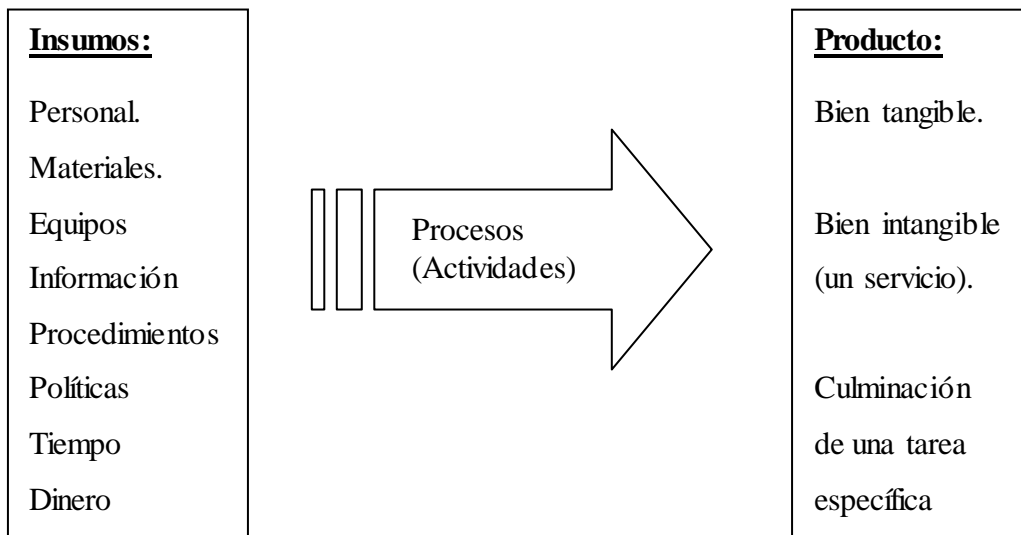 Insumos:
Personal.
Materiales.
Equipos
Información
Procedimientos
Políticas
Tiempo
Dinero
Procesos
(Actividades)
Producto:
Bien tangible.
Bien intangible
(un servicio).
Culminación
de una tarea
específica